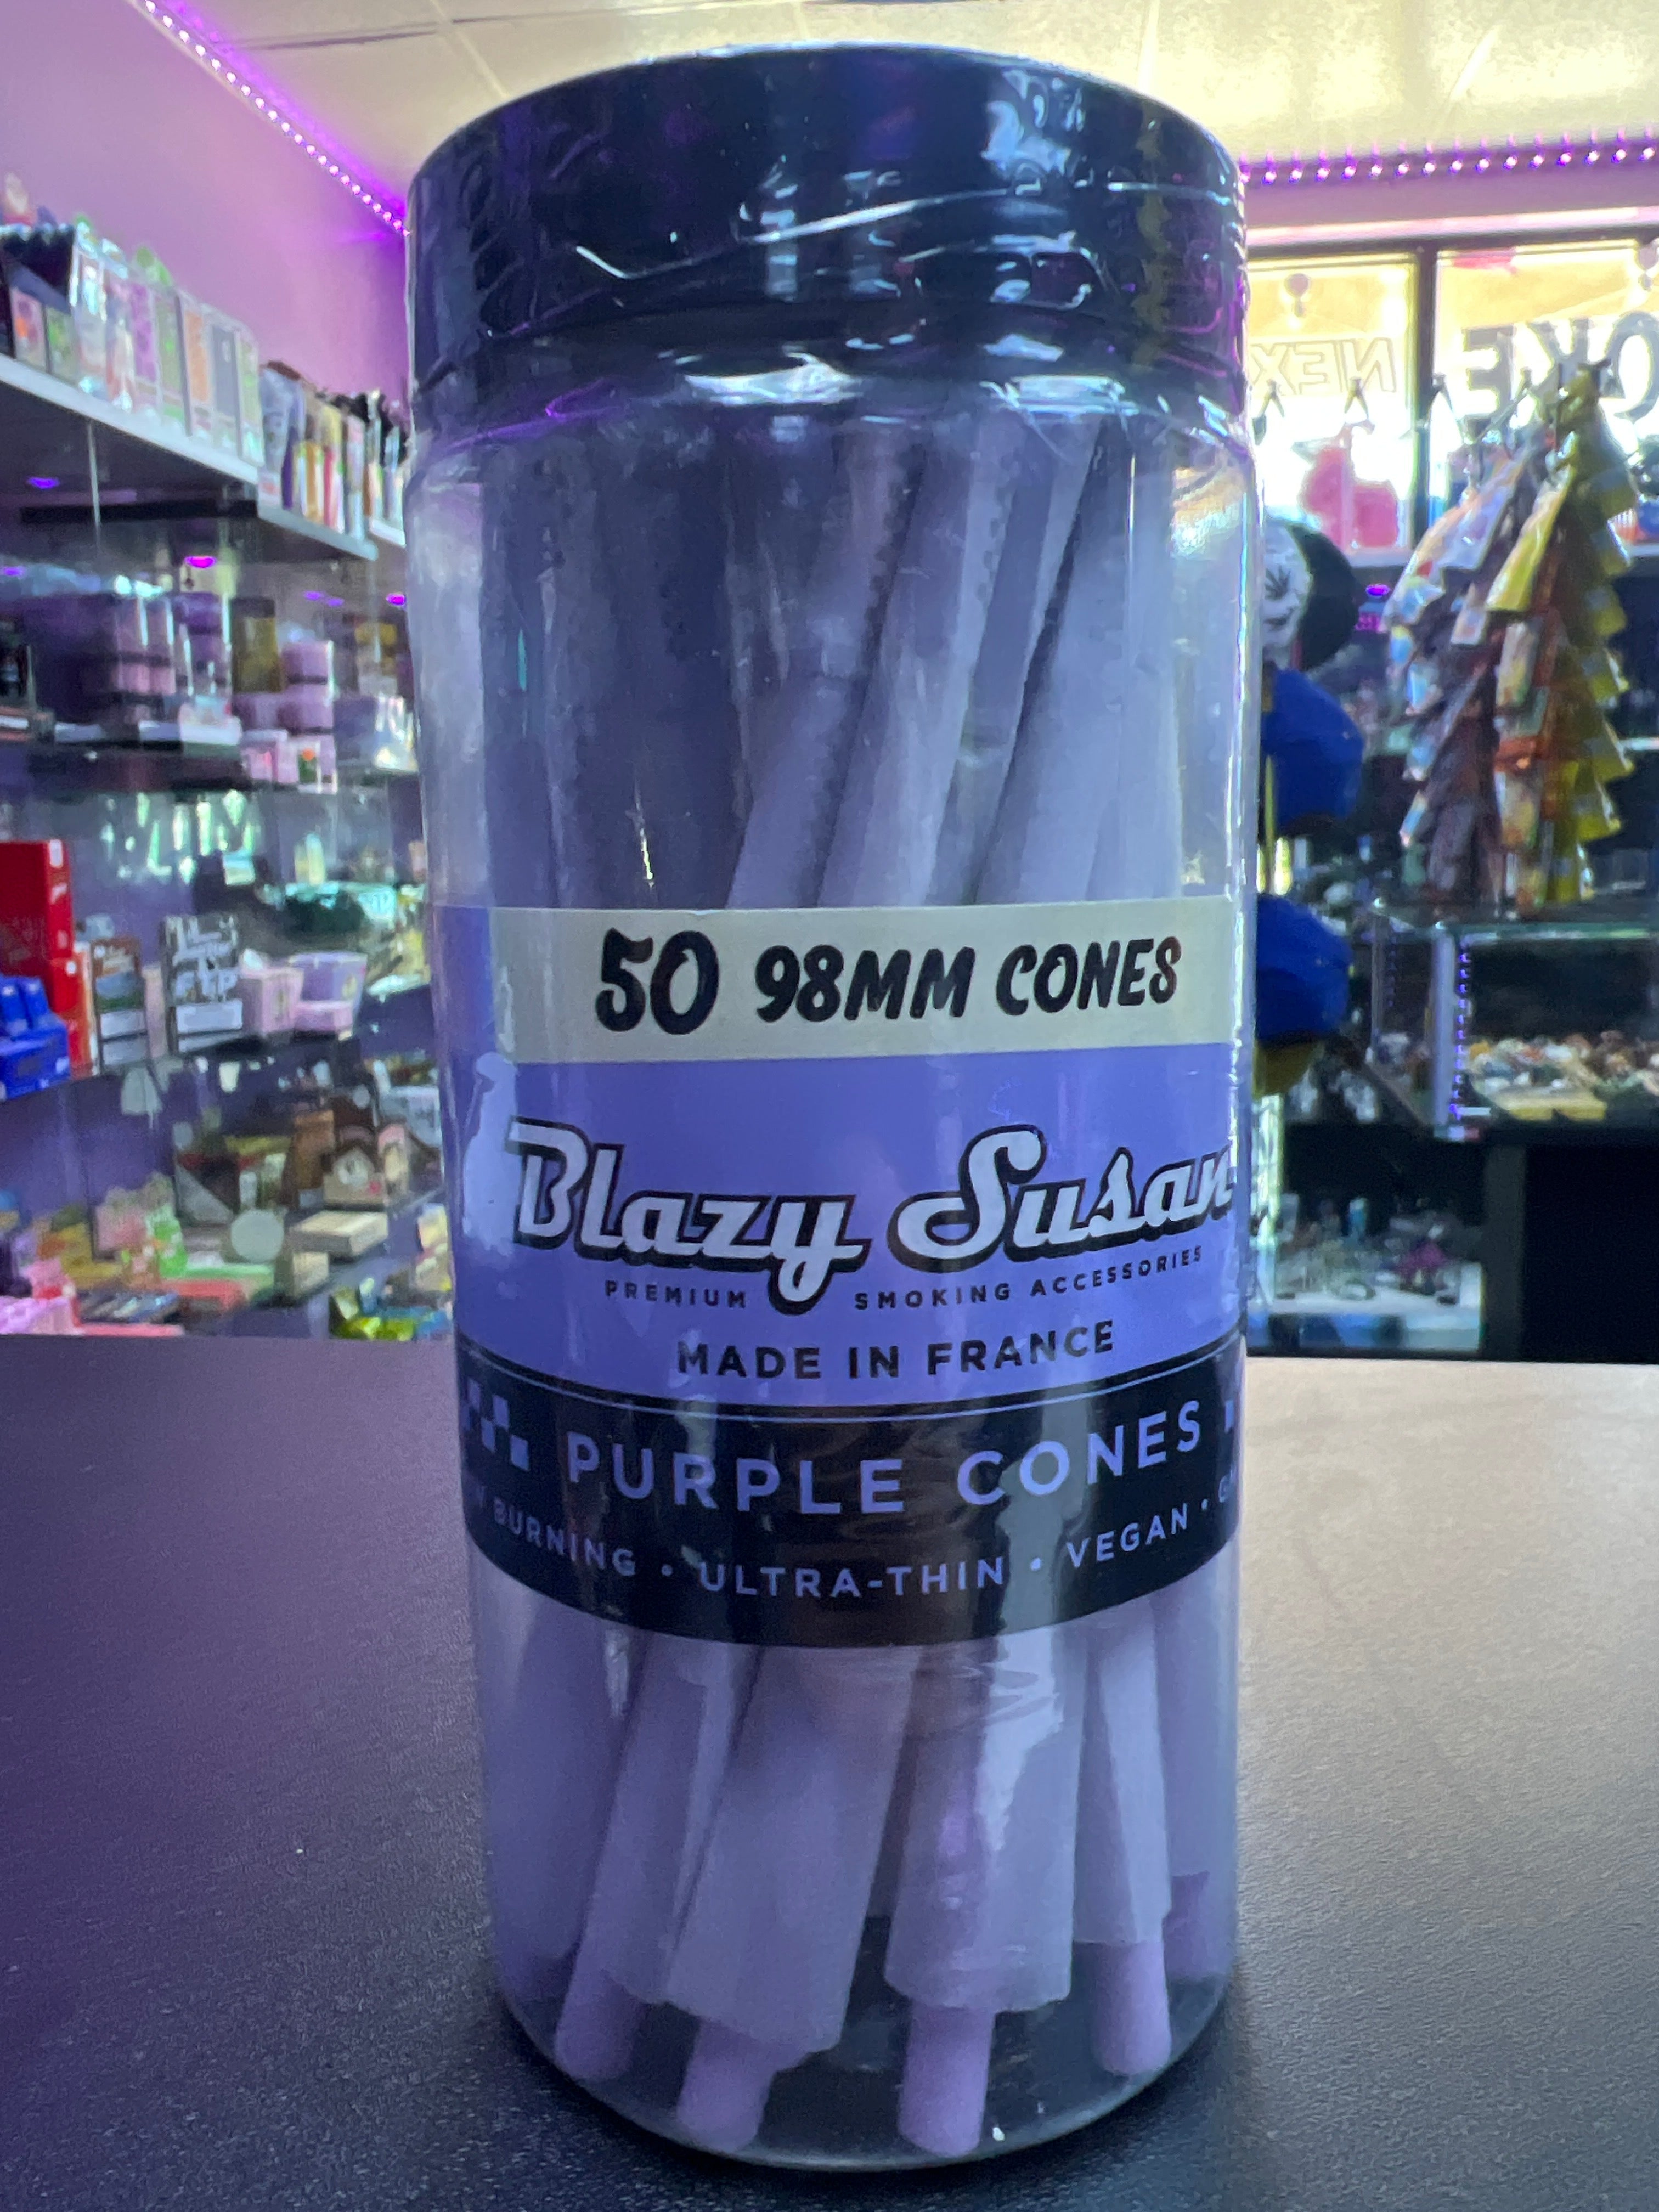 50 98MM CONES
Blazy Susan
PREMIUM SMOKING ACCESSORIES
MADE IN FRANCE
PURPLE CONES
BURNING • ULTRA-THIN • VEGAN •